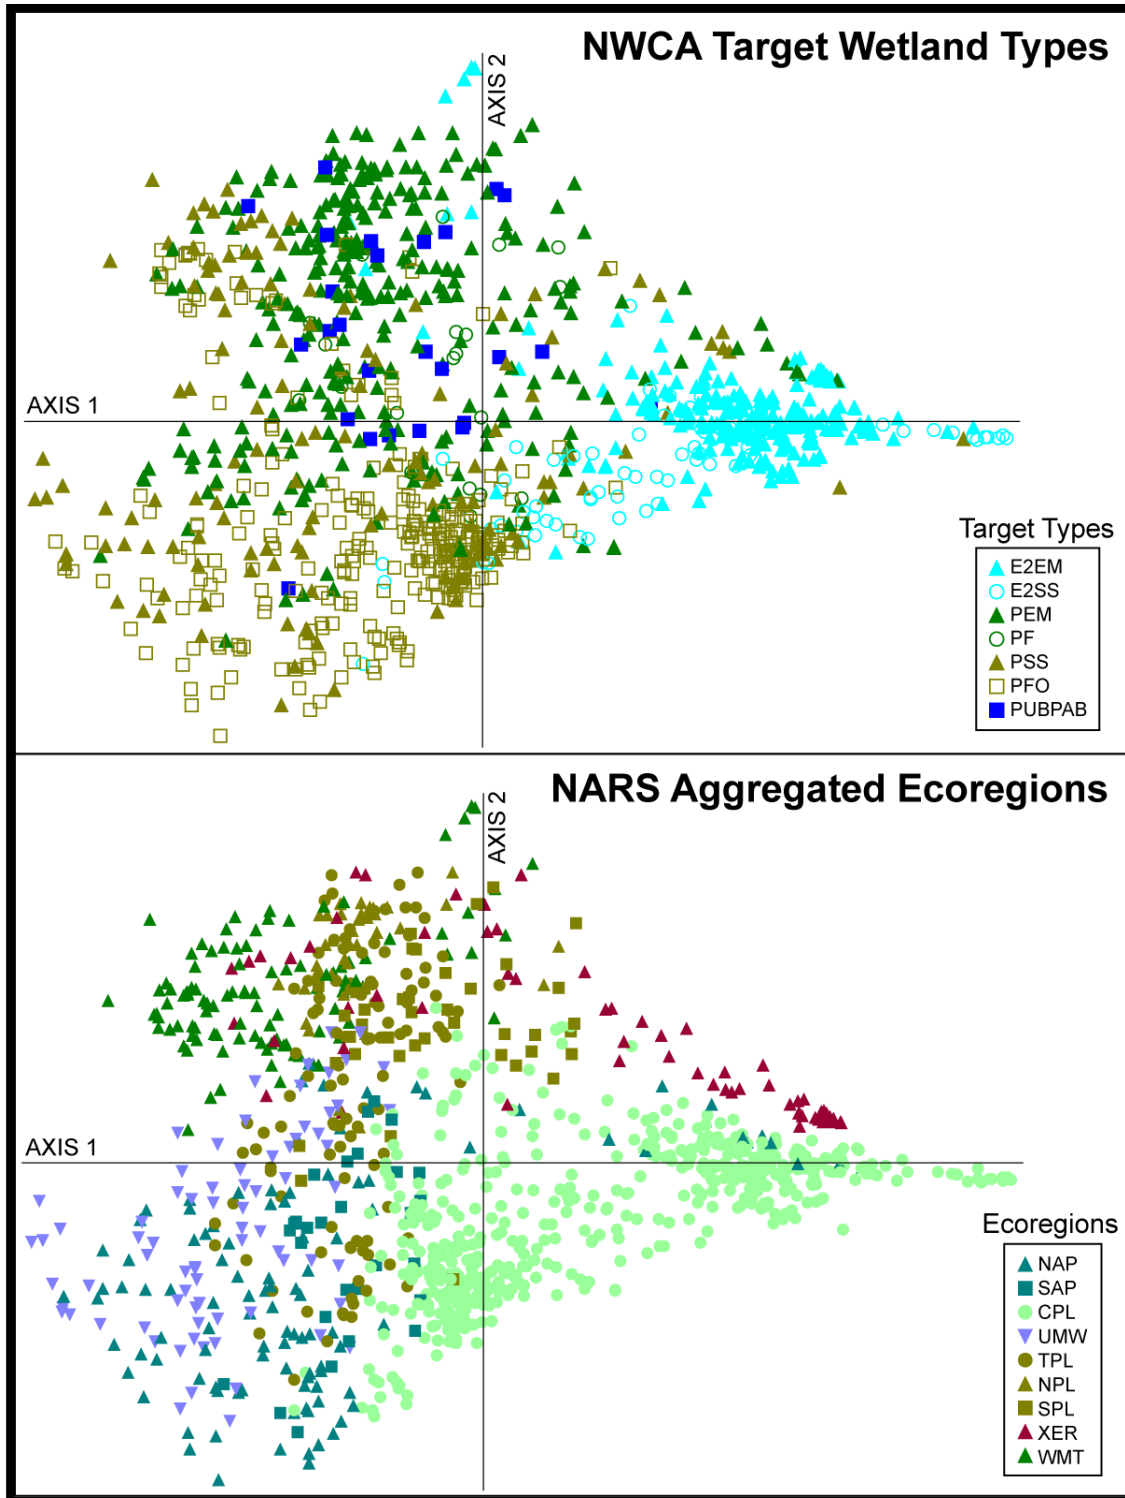 NWCA Target Wetland Types
AXIS 2
AXIS 1
Target Types
E2EM
E2SS
PEM
PF
PSS
PFO
PUBPAB
NARS Aggregated Ecoregions
AXIS 2
AXIS 1
Ecoregions
NAP
SAP
CPL
UMW
TPL
NPL
SPL
XER
WMT